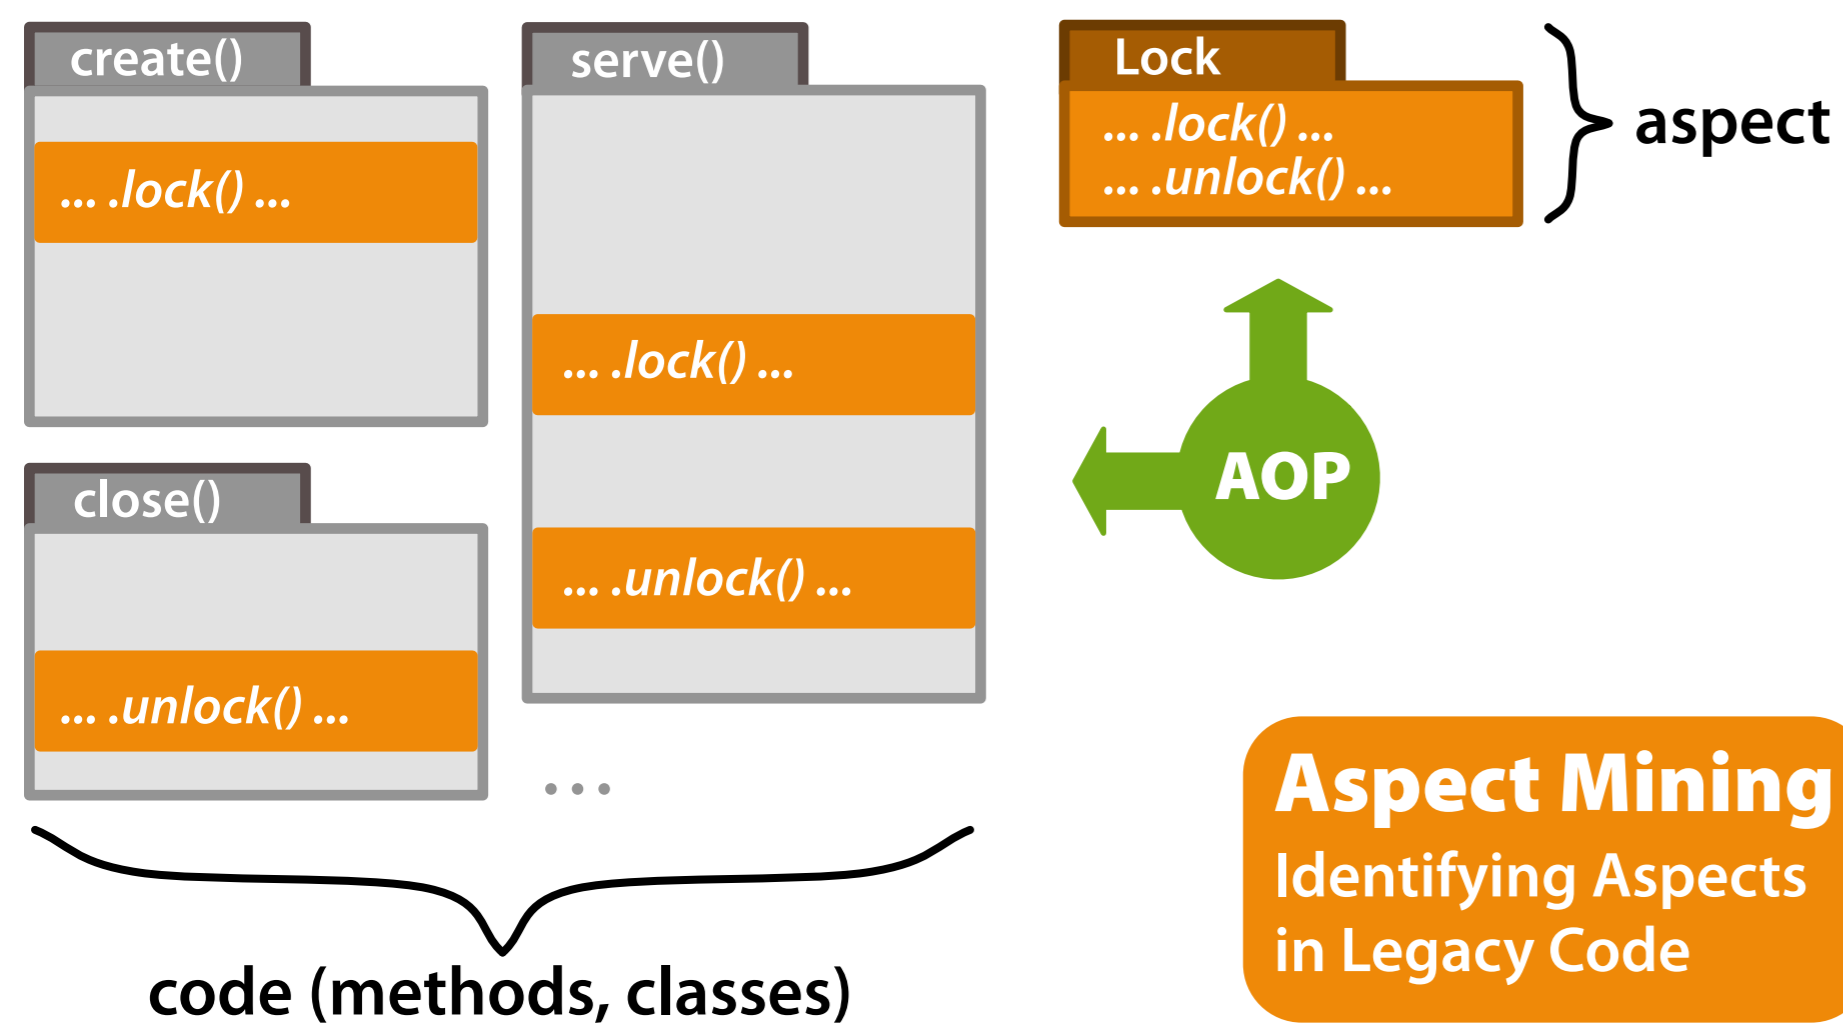 create()
... .lock() ...
close()
... .unlock() ...
serve()
... .lock() ...
... .unlock() ...
...
code (methods, classes)
Lock
... .lock() ...
... .unlock() ...
aspect
AOP
Aspect Mining
Identifying Aspects
in Legacy Code